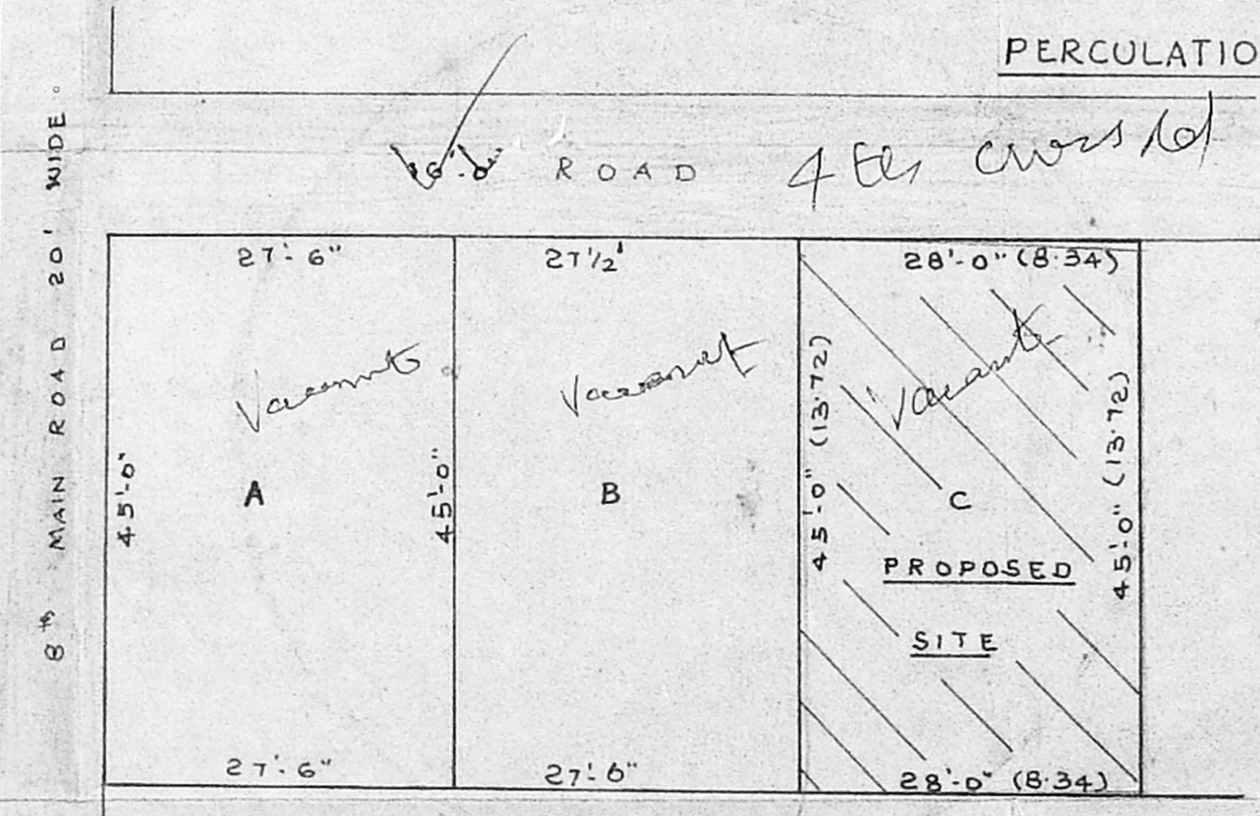 PERCULATIO
ROAD 4th cross rd
8th MAIN ROAD 20' WIDE.
27'-6" 27 1/2' 28'-0" (8.34)
Vacant Vacant Vacant
45'-0" 45'-0" 45'-0" (13.72) 45'-0" (13.72)
A B C
PROPOSED
SITE
27'-6" 27'-6" 28'-0" (8.34)